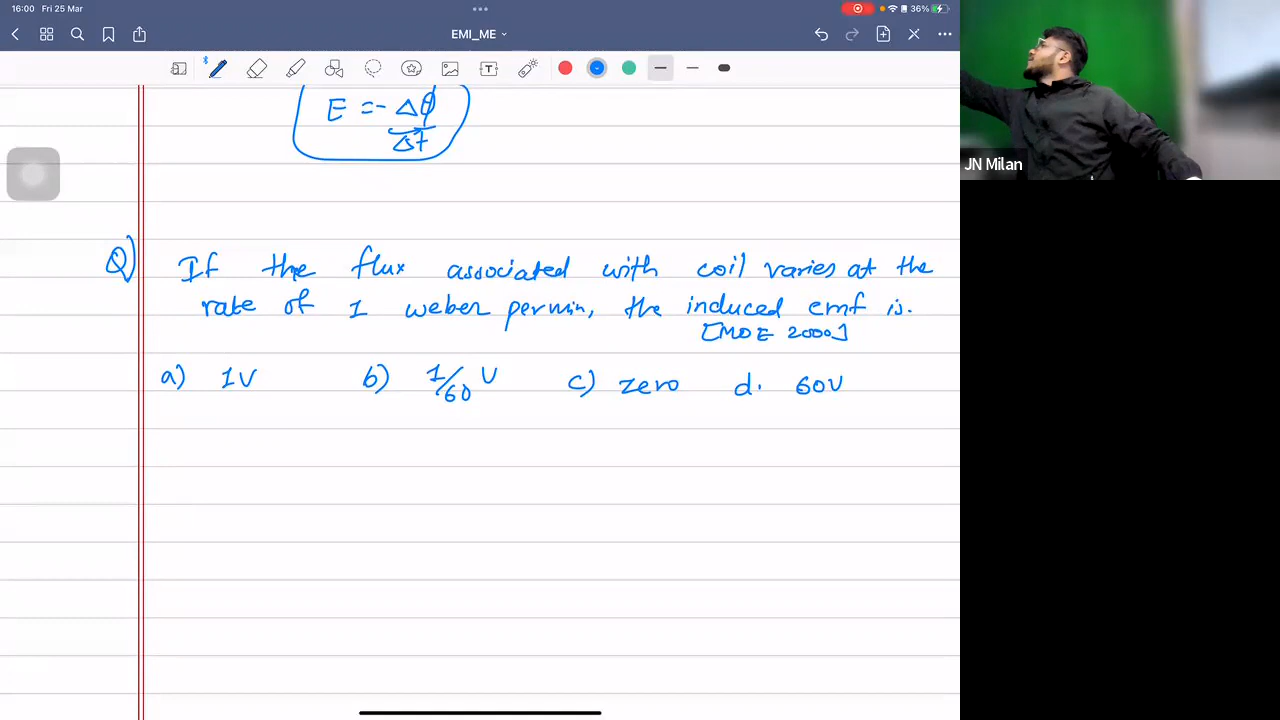 16:00 Fri 25 Mar
36%
EMI_ME
T
E = - Δϕ
Δt
JN Milan
Q) If the flux associated with coil varies at the
rate of 1 weber per min, the induced emf is.
[MOE 2000]
a) 1V b) 1/60 V c) zero d. 60V